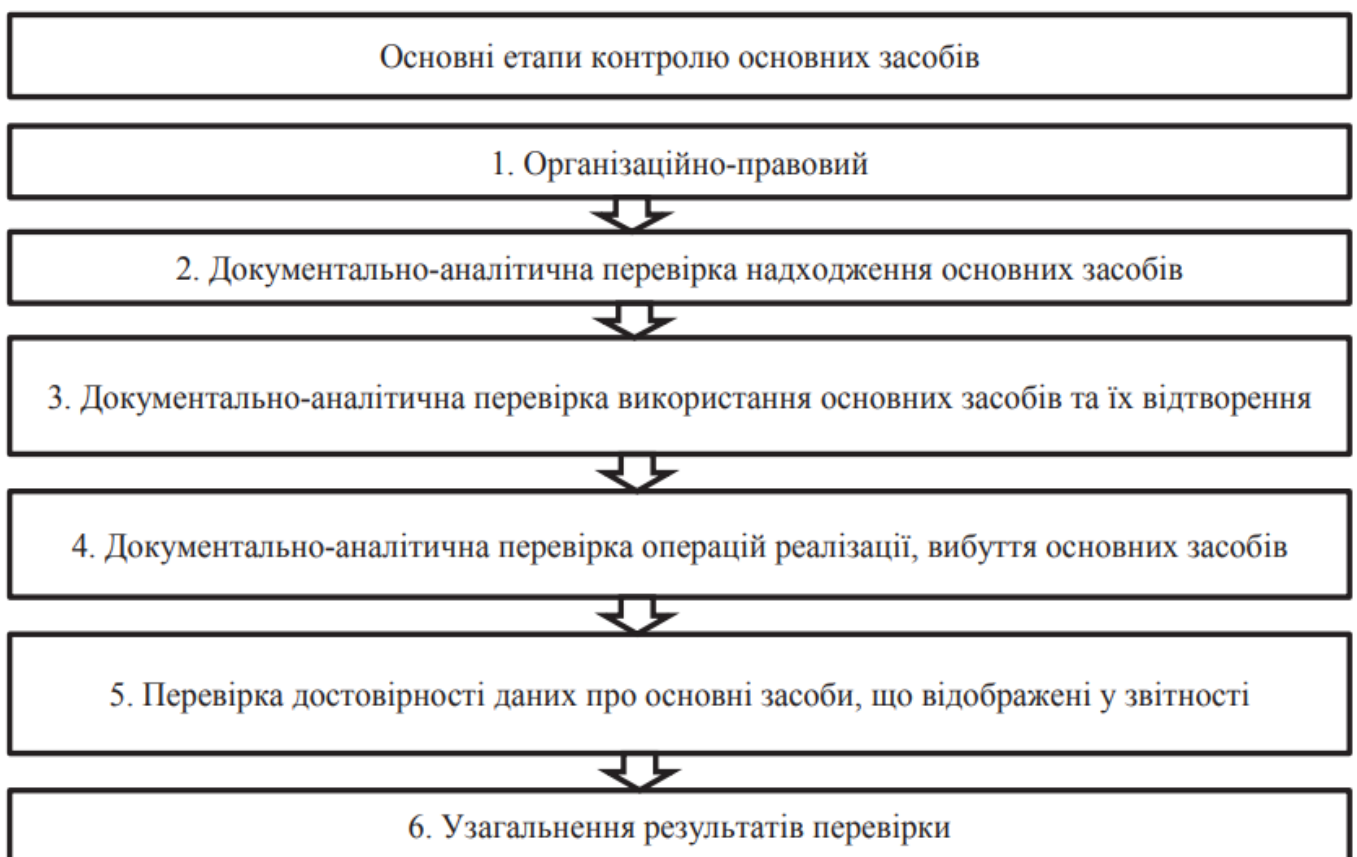 Основні етапи контролю основних засобів
1. Організаційно-правовий
2. Документально-аналітична перевірка надходження основних засобів
3. Документально-аналітична перевірка використання основних засобів та їх відтворення
4. Документально-аналітична перевірка операцій реалізації, вибуття основних засобів
5. Перевірка достовірності даних про основні засоби, що відображені у звітності
6. Узагальнення результатів перевірки